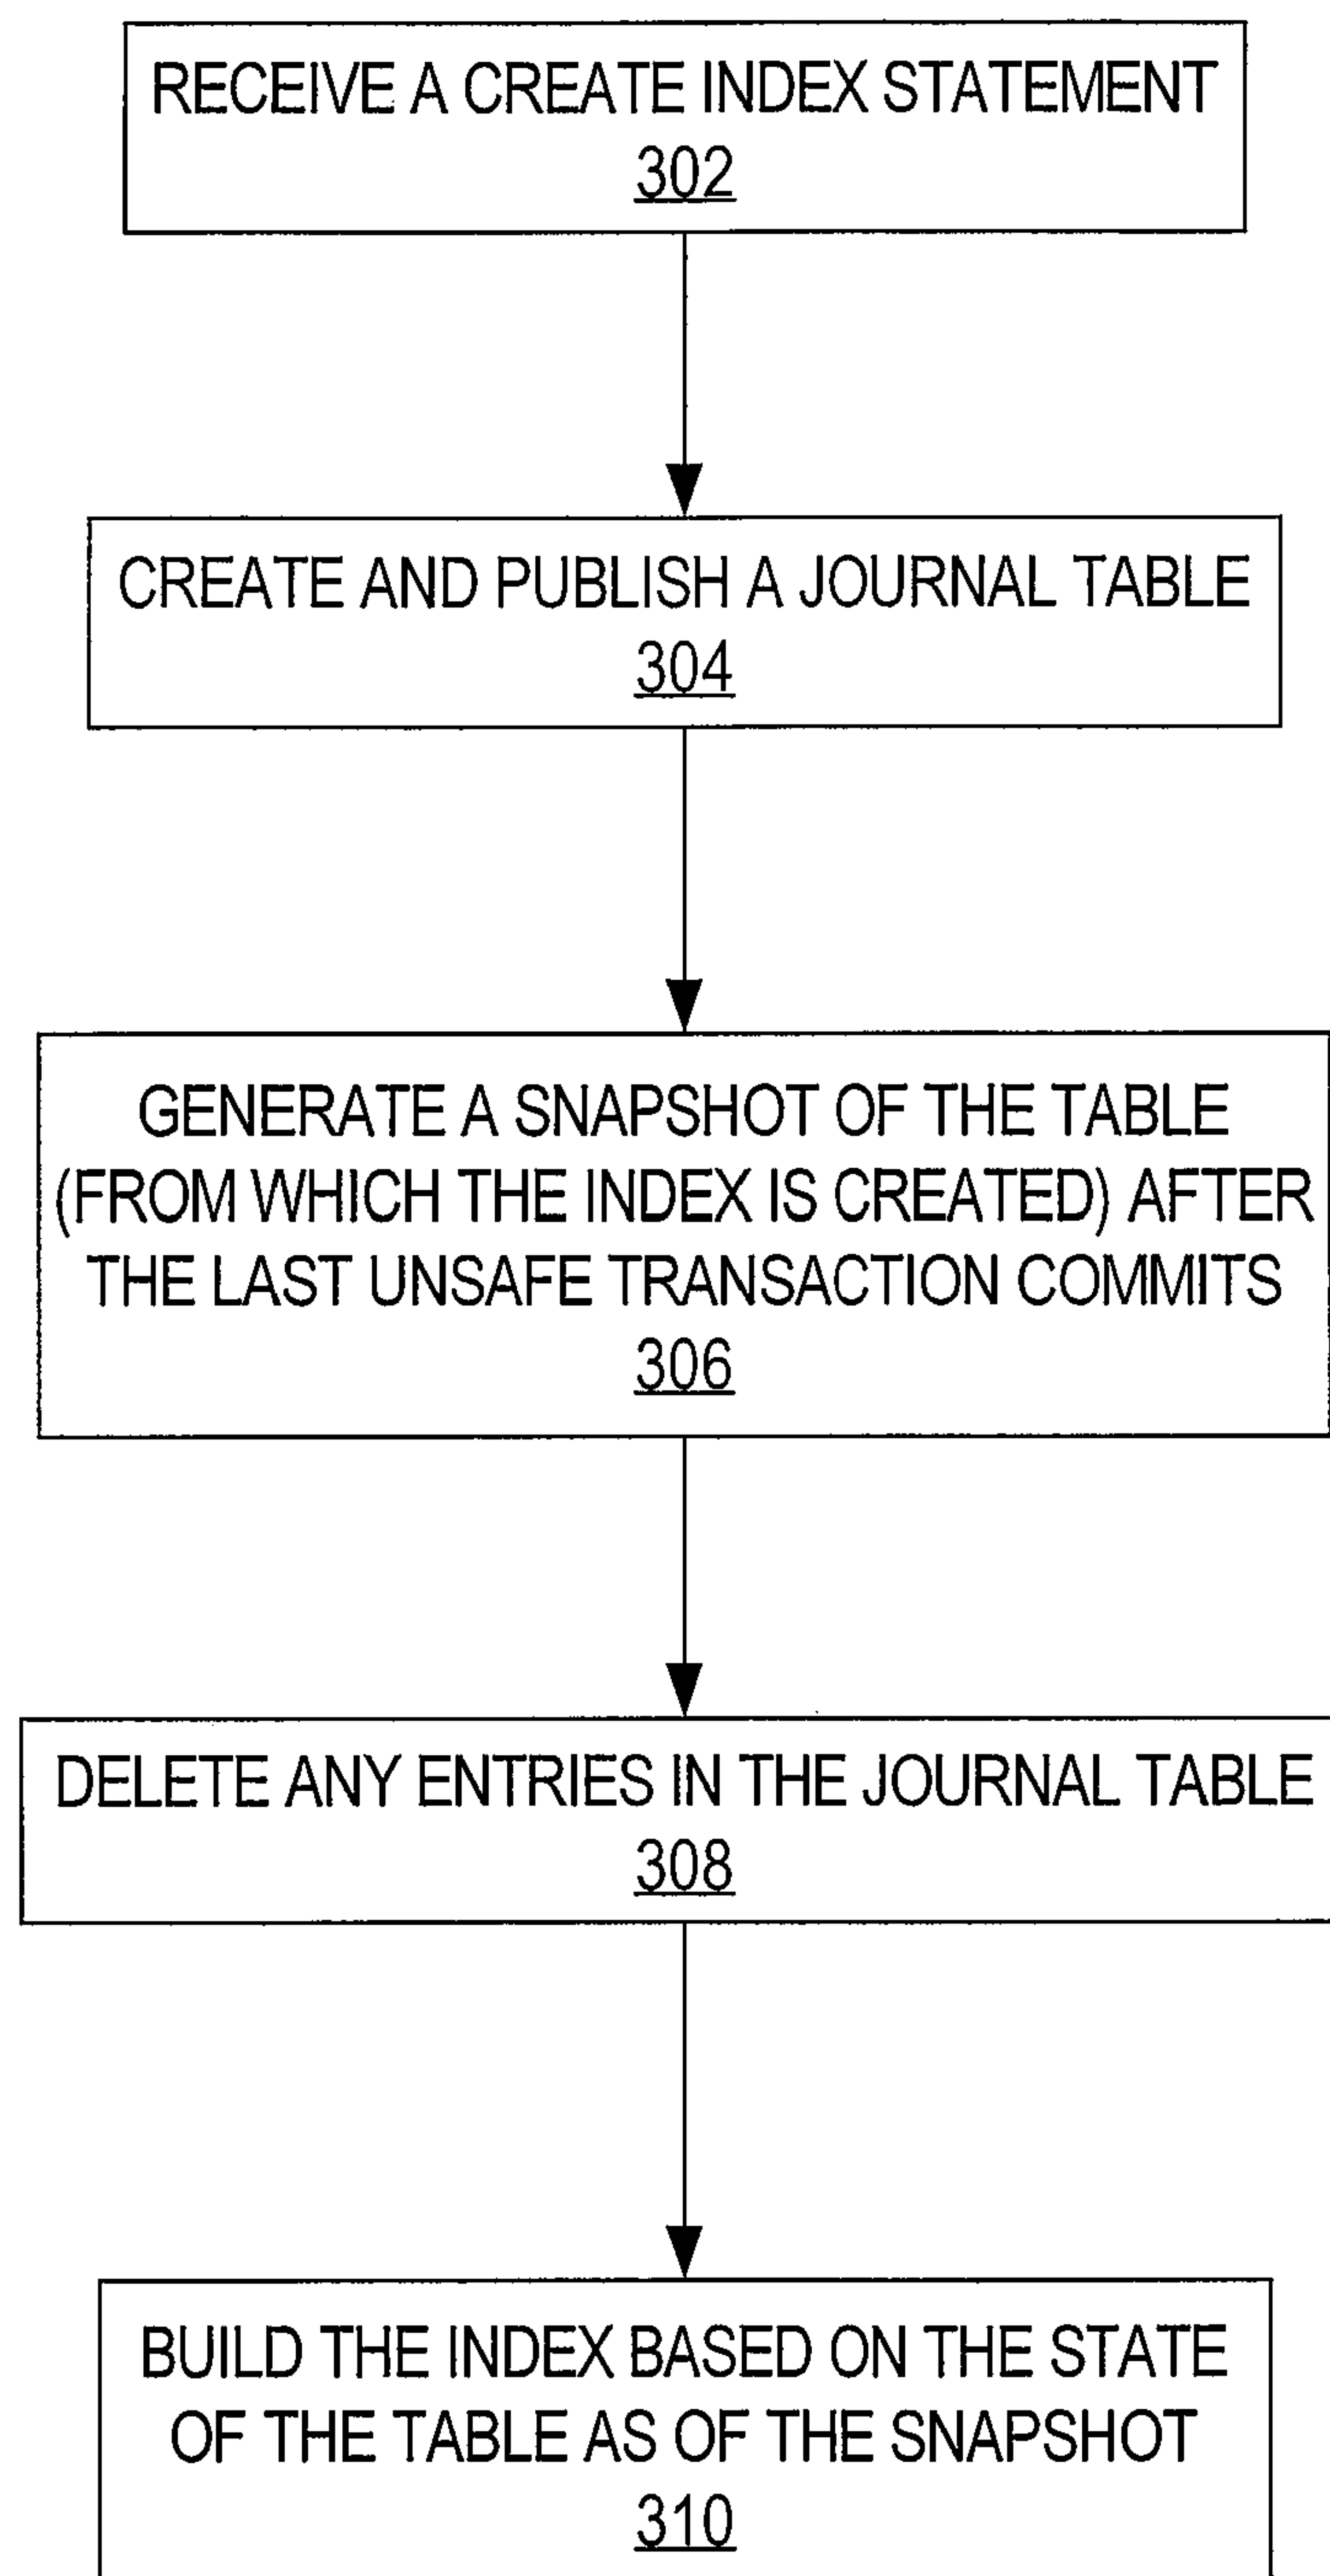 RECEIVE A CREATE INDEX STATEMENT
302
CREATE AND PUBLISH A JOURNAL TABLE
304
GENERATE A SNAPSHOT OF THE TABLE
(FROM WHICH THE INDEX IS CREATED) AFTER
THE LAST UNSAFE TRANSACTION COMMITS
306
DELETE ANY ENTRIES IN THE JOURNAL TABLE
308
BUILD THE INDEX BASED ON THE STATE
OF THE TABLE AS OF THE SNAPSHOT
310